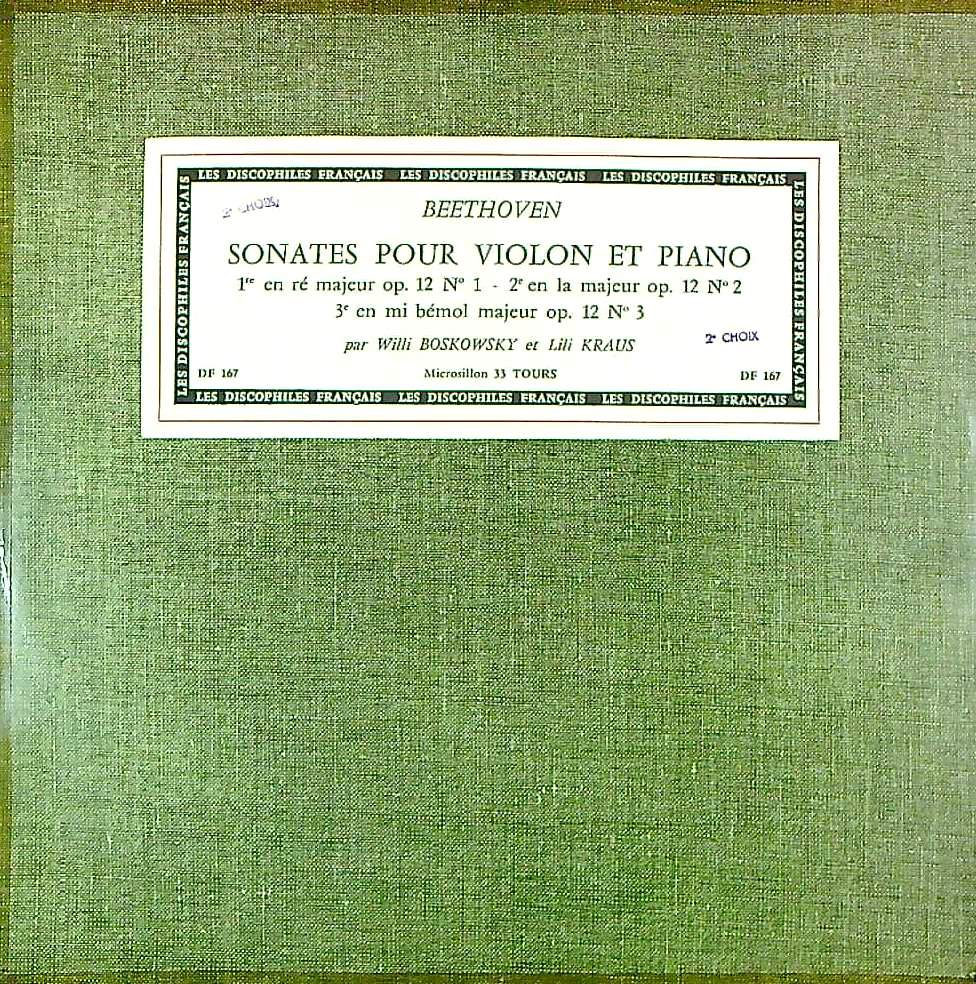 LES DISCOPHILES FRANÇAIS LES DISCOPHILES FRANÇAIS LES DISCOPHILES FRANÇAIS
LES DISCOPHILES FRANÇAIS
LES DISCOPHILES FRANÇAIS
2e CHOIX
BEETHOVEN
SONATES POUR VIOLON ET PIANO
1re en ré majeur op. 12 No 1 - 2e en la majeur op. 12 No 2
3e en mi bémol majeur op. 12 No 3
par Willi BOSKOWSKY et Lili KRAUS
2e CHOIX
DF 167 Microsillon 33 TOURS DF 167
LES DISCOPHILES FRANÇAIS LES DISCOPHILES FRANÇAIS LES DISCOPHILES FRANÇAIS